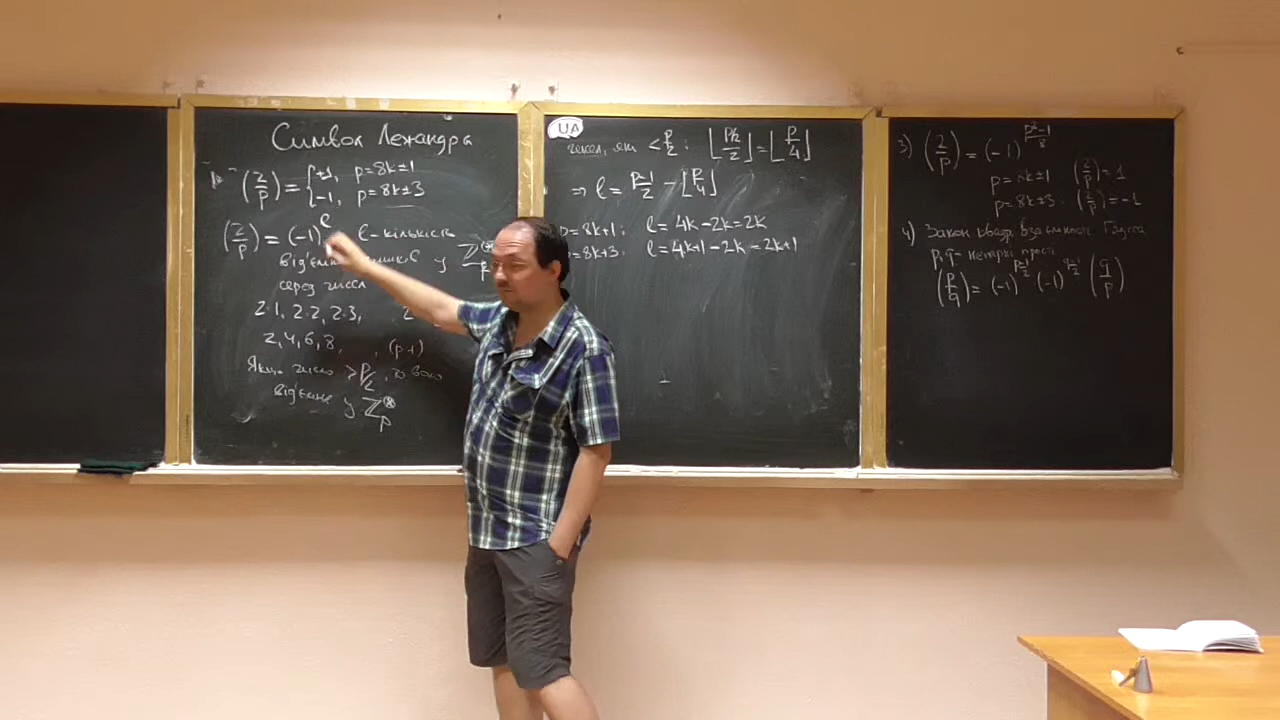 Символ Лежандра
(2/p) = { +1, p=8k±1
−1, p=8k±3
(2/p) = (−1)^ℓ ℓ-кількість
від'ємн у Z_p^⊛
серед чисел
2·1, 2·2, 2·3, 2
2, 4, 6, 8, , (p-1)
Якщо число > p/2, то воно
від'ємне у Z_p^⊛
UA
чисел, які < p/2 : ⌊(p/2)/2⌋ = ⌊p/4⌋
⇒ ℓ = (p-1)/2 − ⌊p/4⌋
p=8k+1: ℓ = 4k−2k=2k
p=8k+3: ℓ = 4k+1−2k=2k+1
3) (2/p) = (−1)^((p²−1)/8)
p=8k±1 (2/p)=1
p=8k±3 (2/p)=−1
4) Закон квадр. взаємності Гаусса
p, q - непарні прості
(p/q) = (−1)^((p-1)/2) · (−1)^((q-1)/2) (q/p)